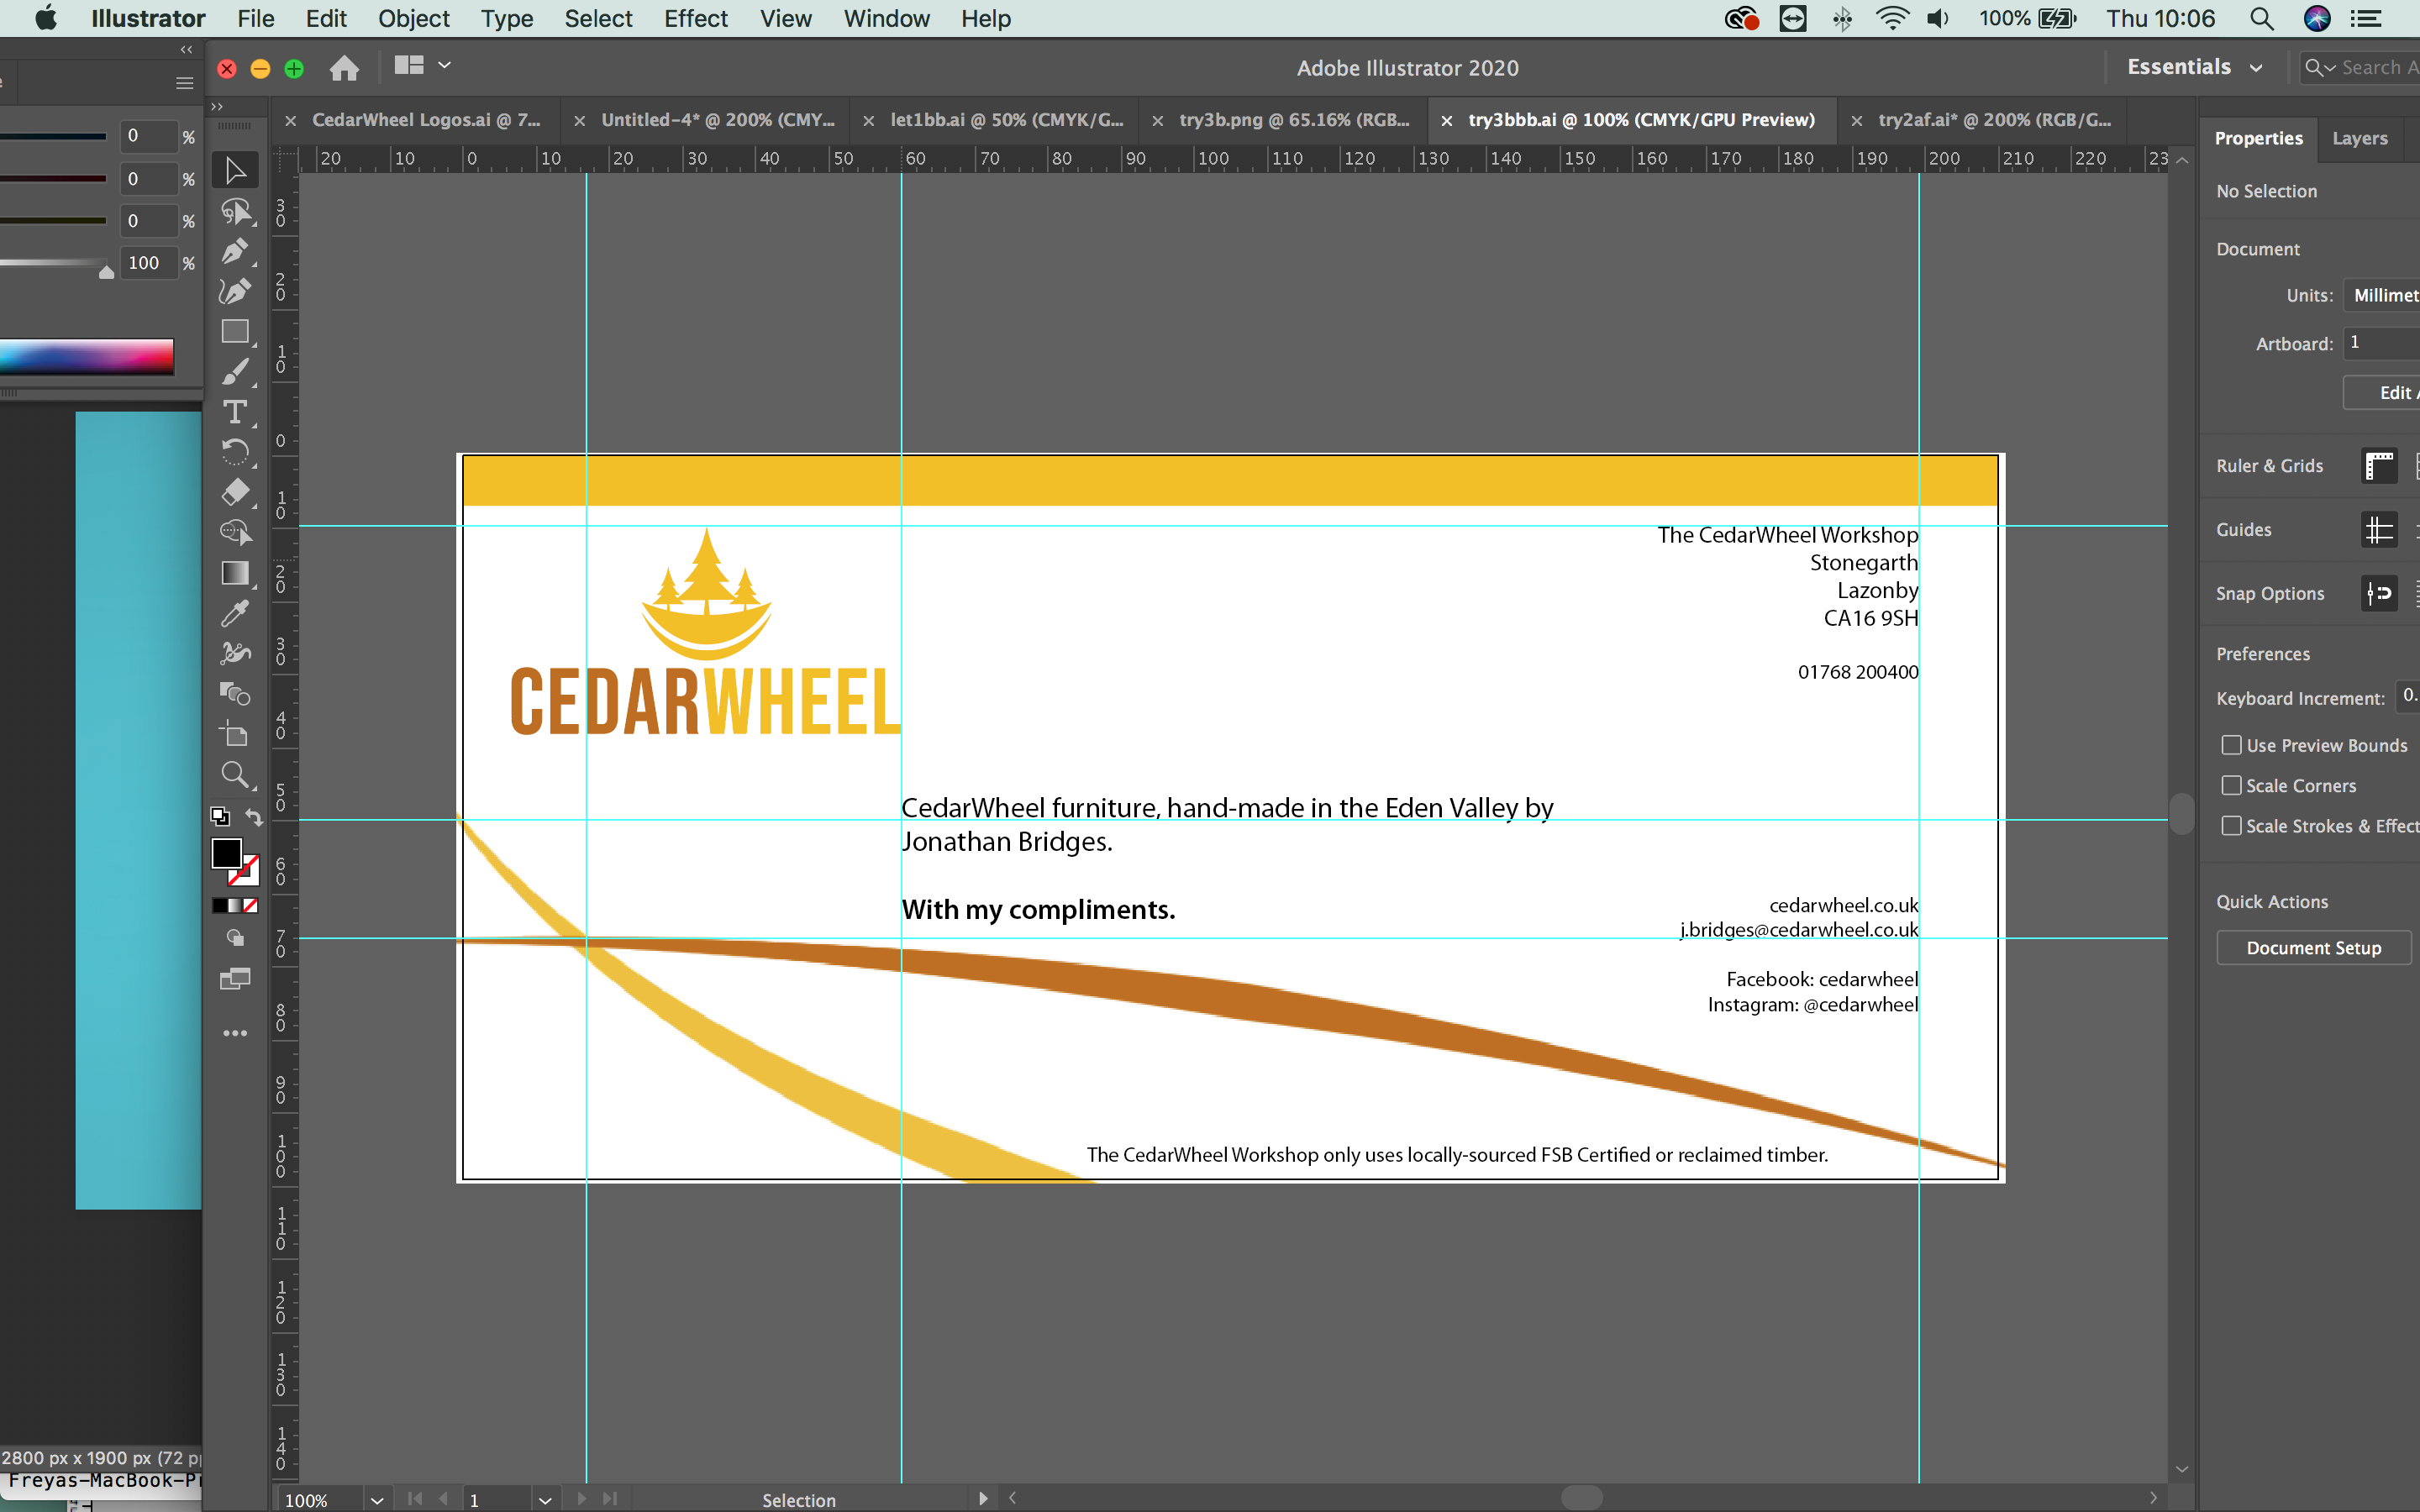 Illustrator File Edit Object Type Select Effect View Window Help 100% Thu 10:06
Adobe Illustrator 2020
Essentials
Search A
CedarWheel Logos.ai @ 7...
Untitled-4* @ 200% (CMY...
let1bb.ai @ 50% (CMYK/G...
try3b.png @ 65.16% (RGB...
try3bbb.ai @ 100% (CMYK/GPU Preview)
try2af.ai* @ 200% (RGB/G...
20 10 0 10 20 30 40 50 60 70 80 90 100 110 120 130 140 150 160 170 180 190 200 210 220 23
0 %
0 %
0 %
100 %
30
20
10
0
10
20
30
40
50
60
70
80
90
100
110
120
130
140
The CedarWheel Workshop
Stonegarth
Lazonby
CA16 9SH
01768 200400
CEDARWHEEL
CedarWheel furniture, hand-made in the Eden Valley by
Jonathan Bridges.
With my compliments.
cedarwheel.co.uk
j.bridges@cedarwheel.co.uk
Facebook: cedarwheel
Instagram: @cedarwheel
The CedarWheel Workshop only uses locally-sourced FSB Certified or reclaimed timber.
Properties Layers
No Selection
Document
Units: Millimet
Artboard: 1
Edit A
Ruler & Grids
Guides
Snap Options
Preferences
Keyboard Increment: 0.
Use Preview Bounds
Scale Corners
Scale Strokes & Effect
Quick Actions
Document Setup
2800 px x 1900 px (72 pp
Freyas-MacBook-Pr
100% 1 Selection